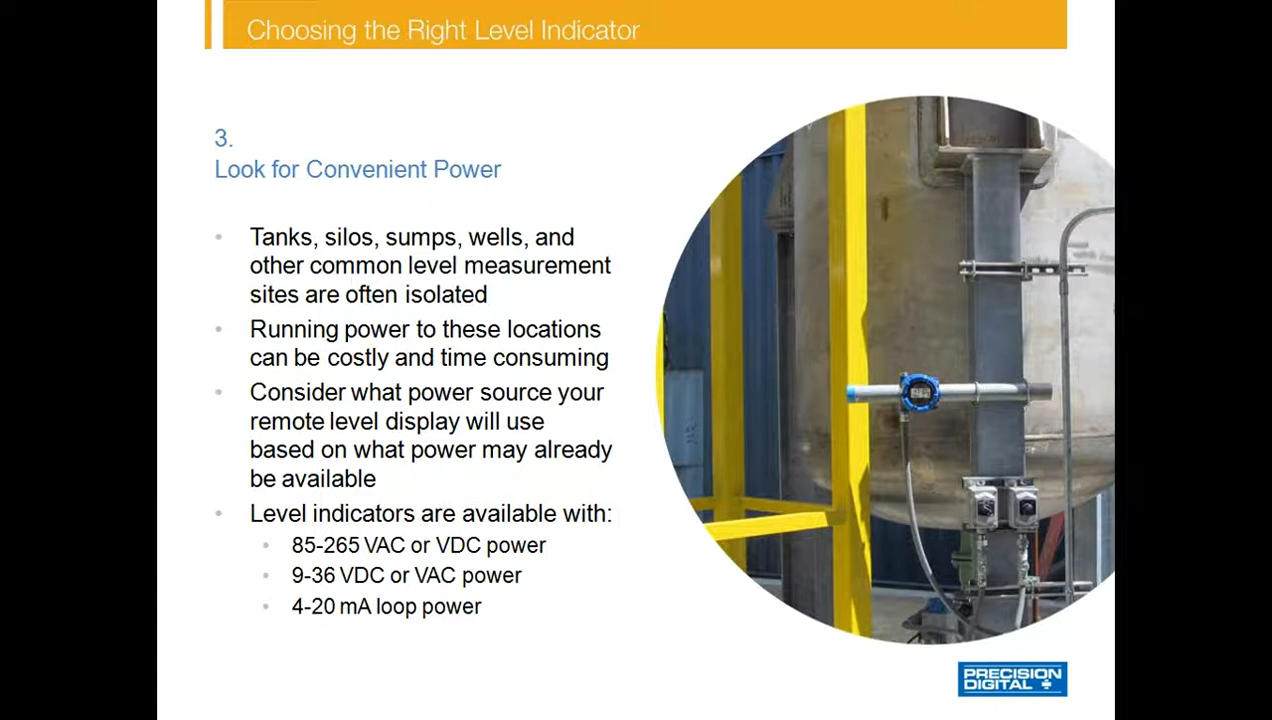 Choosing the Right Level Indicator
3.
Look for Convenient Power
• Tanks, silos, sumps, wells, and
other common level measurement
sites are often isolated
• Running power to these locations
can be costly and time consuming
• Consider what power source your
remote level display will use
based on what power may already
be available
• Level indicators are available with:
• 85-265 VAC or VDC power
• 9-36 VDC or VAC power
• 4-20 mA loop power
PRECISION
DIGITAL